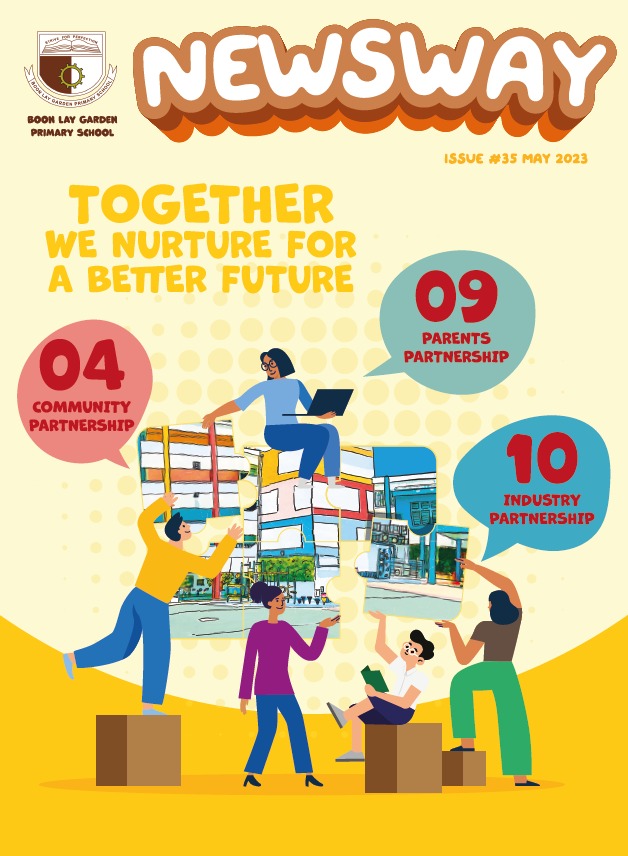 STRIVE FOR PERFECTION
BOON LAY GARDEN PRIMARY SCHOOL
BOON LAY GARDEN
PRIMARY SCHOOL
NEWSWAY
ISSUE #35 MAY 2023
TOGETHER
WE NURTURE FOR
A BETTER FUTURE
09
PARENTS
PARTNERSHIP
04
COMMUNITY
PARTNERSHIP
10
INDUSTRY
PARTNERSHIP